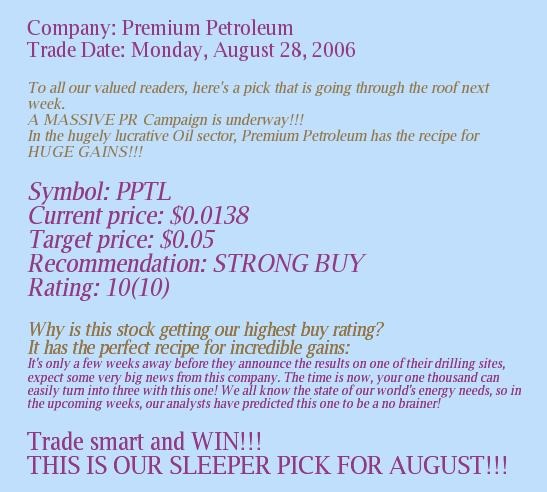 Company: Premium Petroleum
Trade Date: Monday, August 28, 2006
To all our valued readers, here's a pick that is going through the roof next
week.
A MASSIVE PR Campaign is underway!!!
In the hugely lucrative Oil sector, Premium Petroleum has the recipe for
HUGE GAINS!!!
Symbol: PPTL
Current price: $0.0138
Target price: $0.05
Recommendation: STRONG BUY
Rating: 10(10)
Why is this stock getting our highest buy rating?
It has the perfect recipe for incredible gains:
It's only a few weeks away before they announce the results on one of their drilling sites,
expect some very big news from this company. The time is now, your one thousand can
easily turn into three with this one! We all know the state of our world's energy needs, so in
the upcoming weeks, our analysts have predicted this one to be a no brainer!
Trade smart and WIN!!!
THIS IS OUR SLEEPER PICK FOR AUGUST!!!